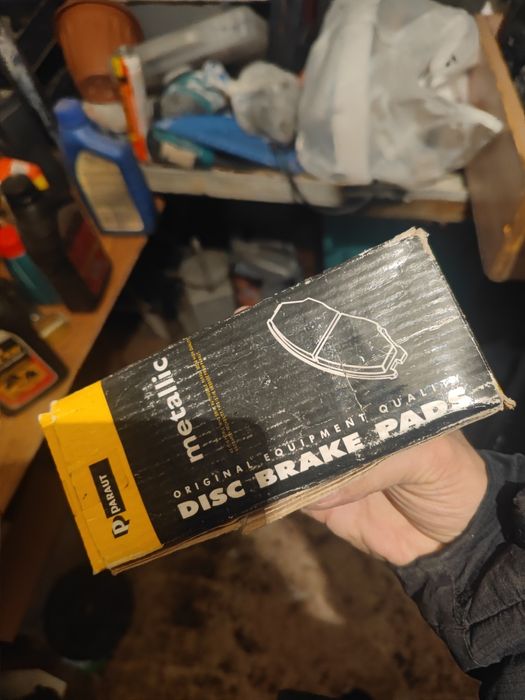 metallic
ORIGINAL EQUIPMENT QUALITY
DISC BRAKE PADS
P PARAUT